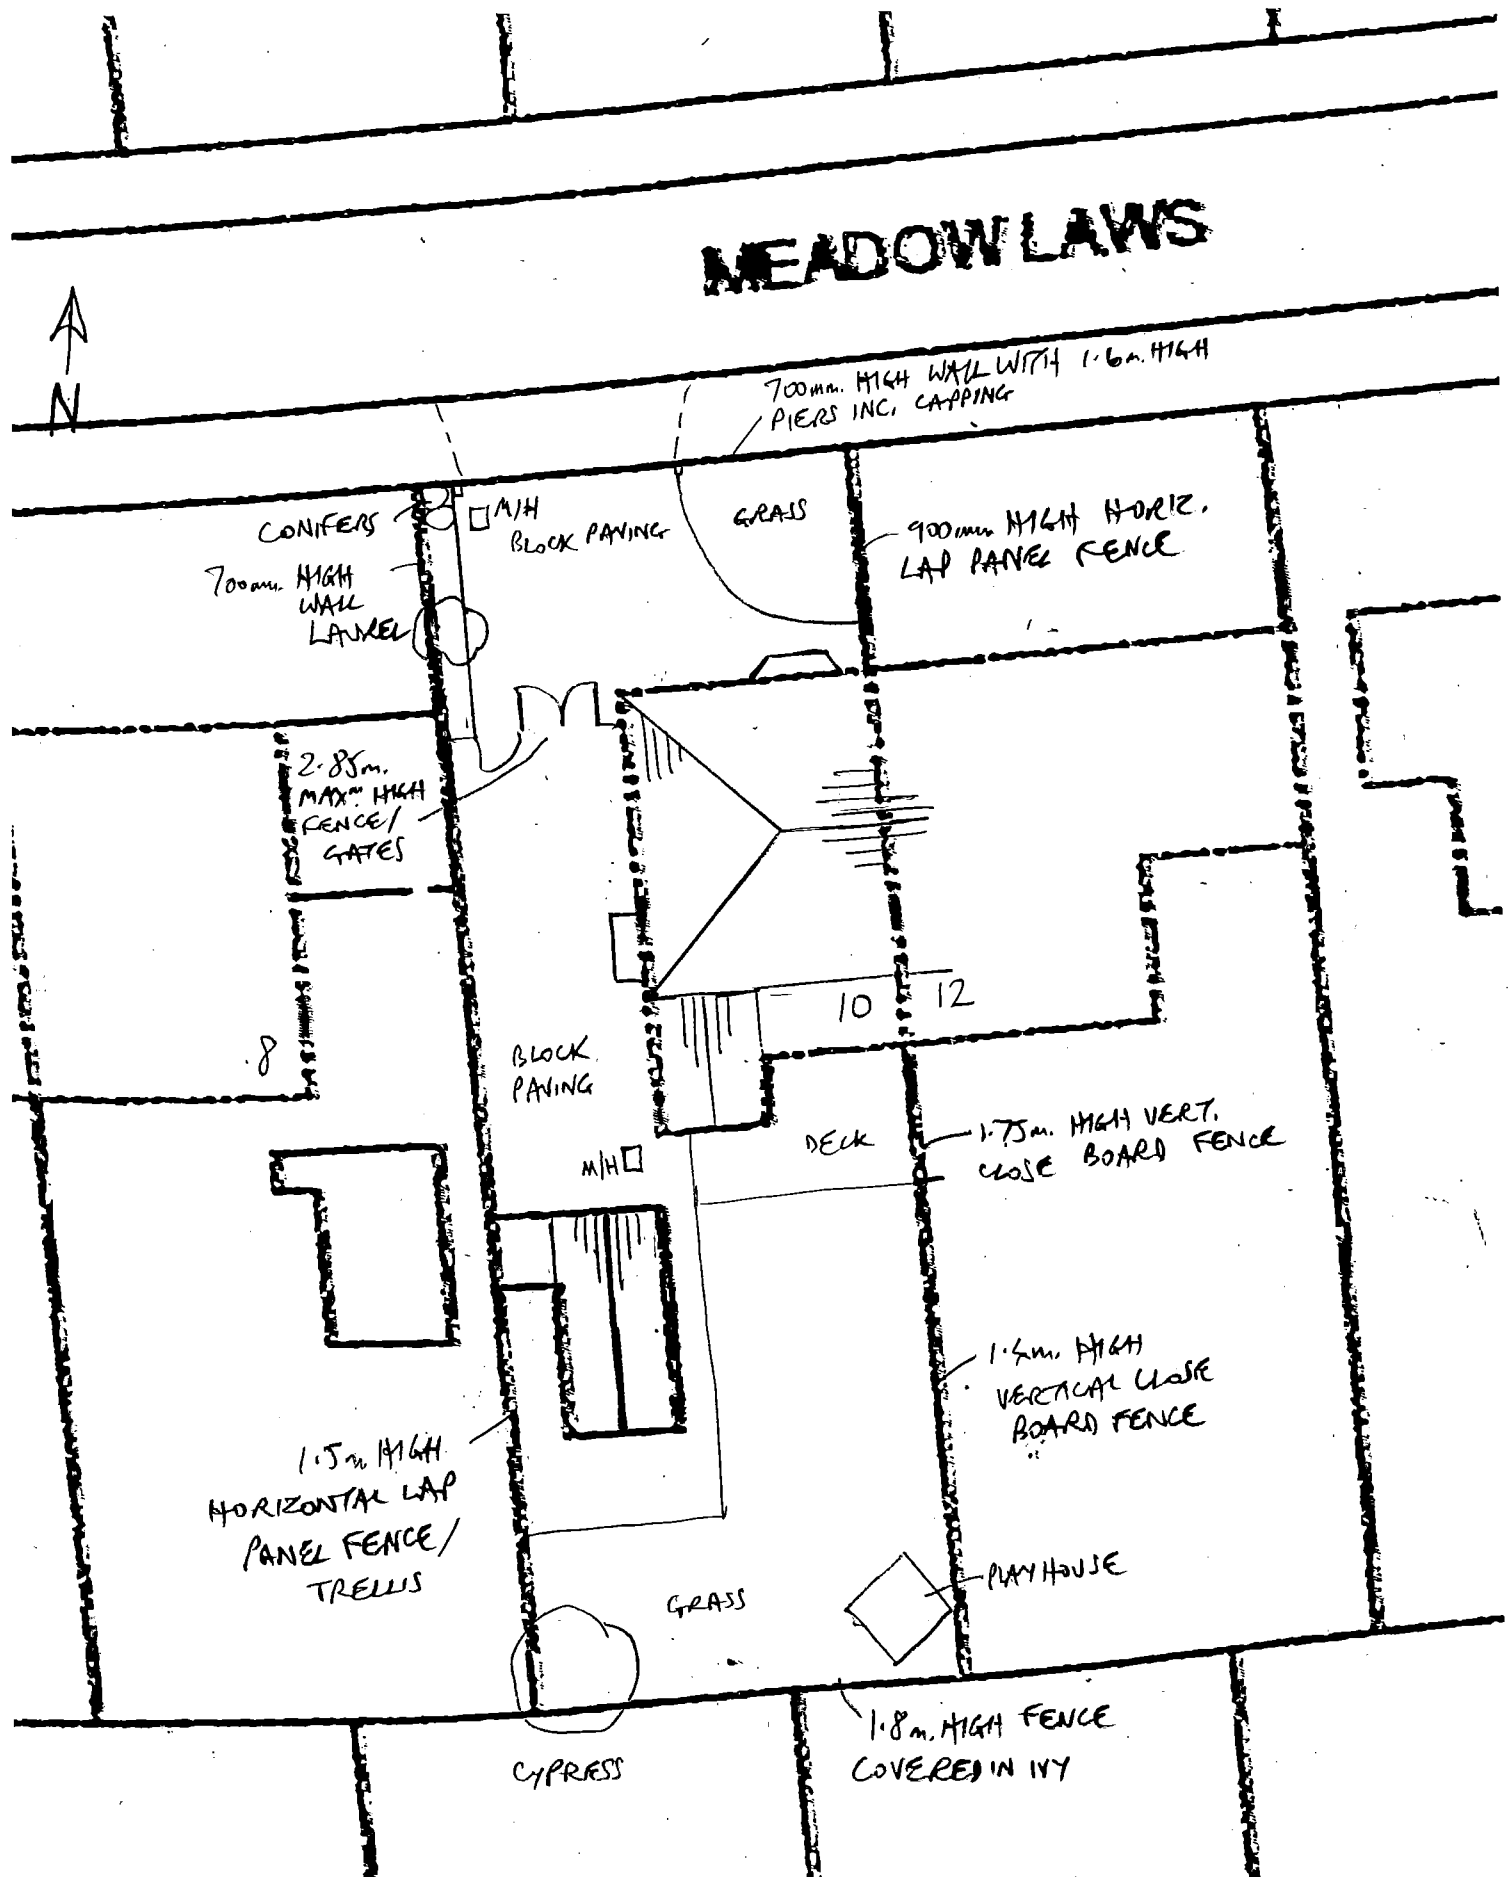 MEADOW LAWS
N
700mm. HIGH WALL WITH 1.6m. HIGH
PIERS INC. CAPPING
CONIFERS
M/H
BLOCK PAVING
GRASS
900mm HIGH HORIZ.
LAP PANEL FENCE
700mm. HIGH
WALL
LAUREL
2.85m.
MAXM HIGH
FENCE/
GATES
10
12
.8
BLOCK
PAVING
M/H
DECK
1.75m. HIGH VERT.
CLOSE BOARD FENCE
HIGH
VERTICAL CLOSE
BOARD FENCE
1.5m HIGH
HORIZONTAL LAP
PANEL FENCE/
TRELLIS
PLAYHOUSE
GRASS
1.8m. HIGH FENCE
COVERED IN IVY
CYPRESS